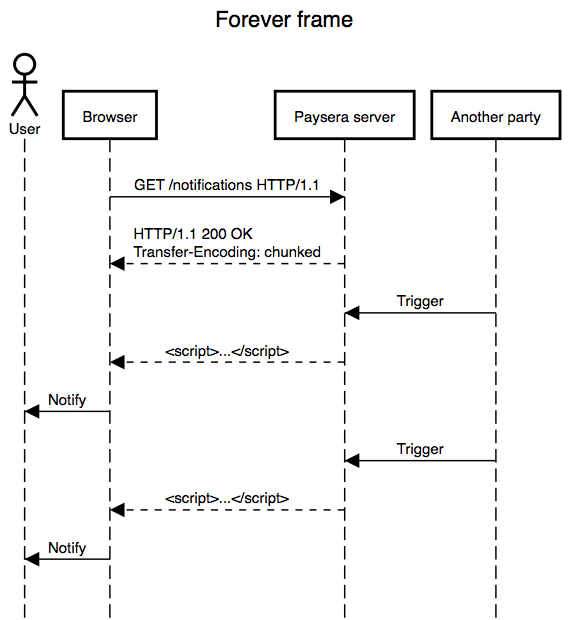 Forever frame
User
Browser
Paysera server
Another party
GET /notifications HTTP/1.1
HTTP/1.1 200 OK
Transfer-Encoding: chunked
Trigger
<script>...</script>
Notify
Trigger
<script>...</script>
Notify